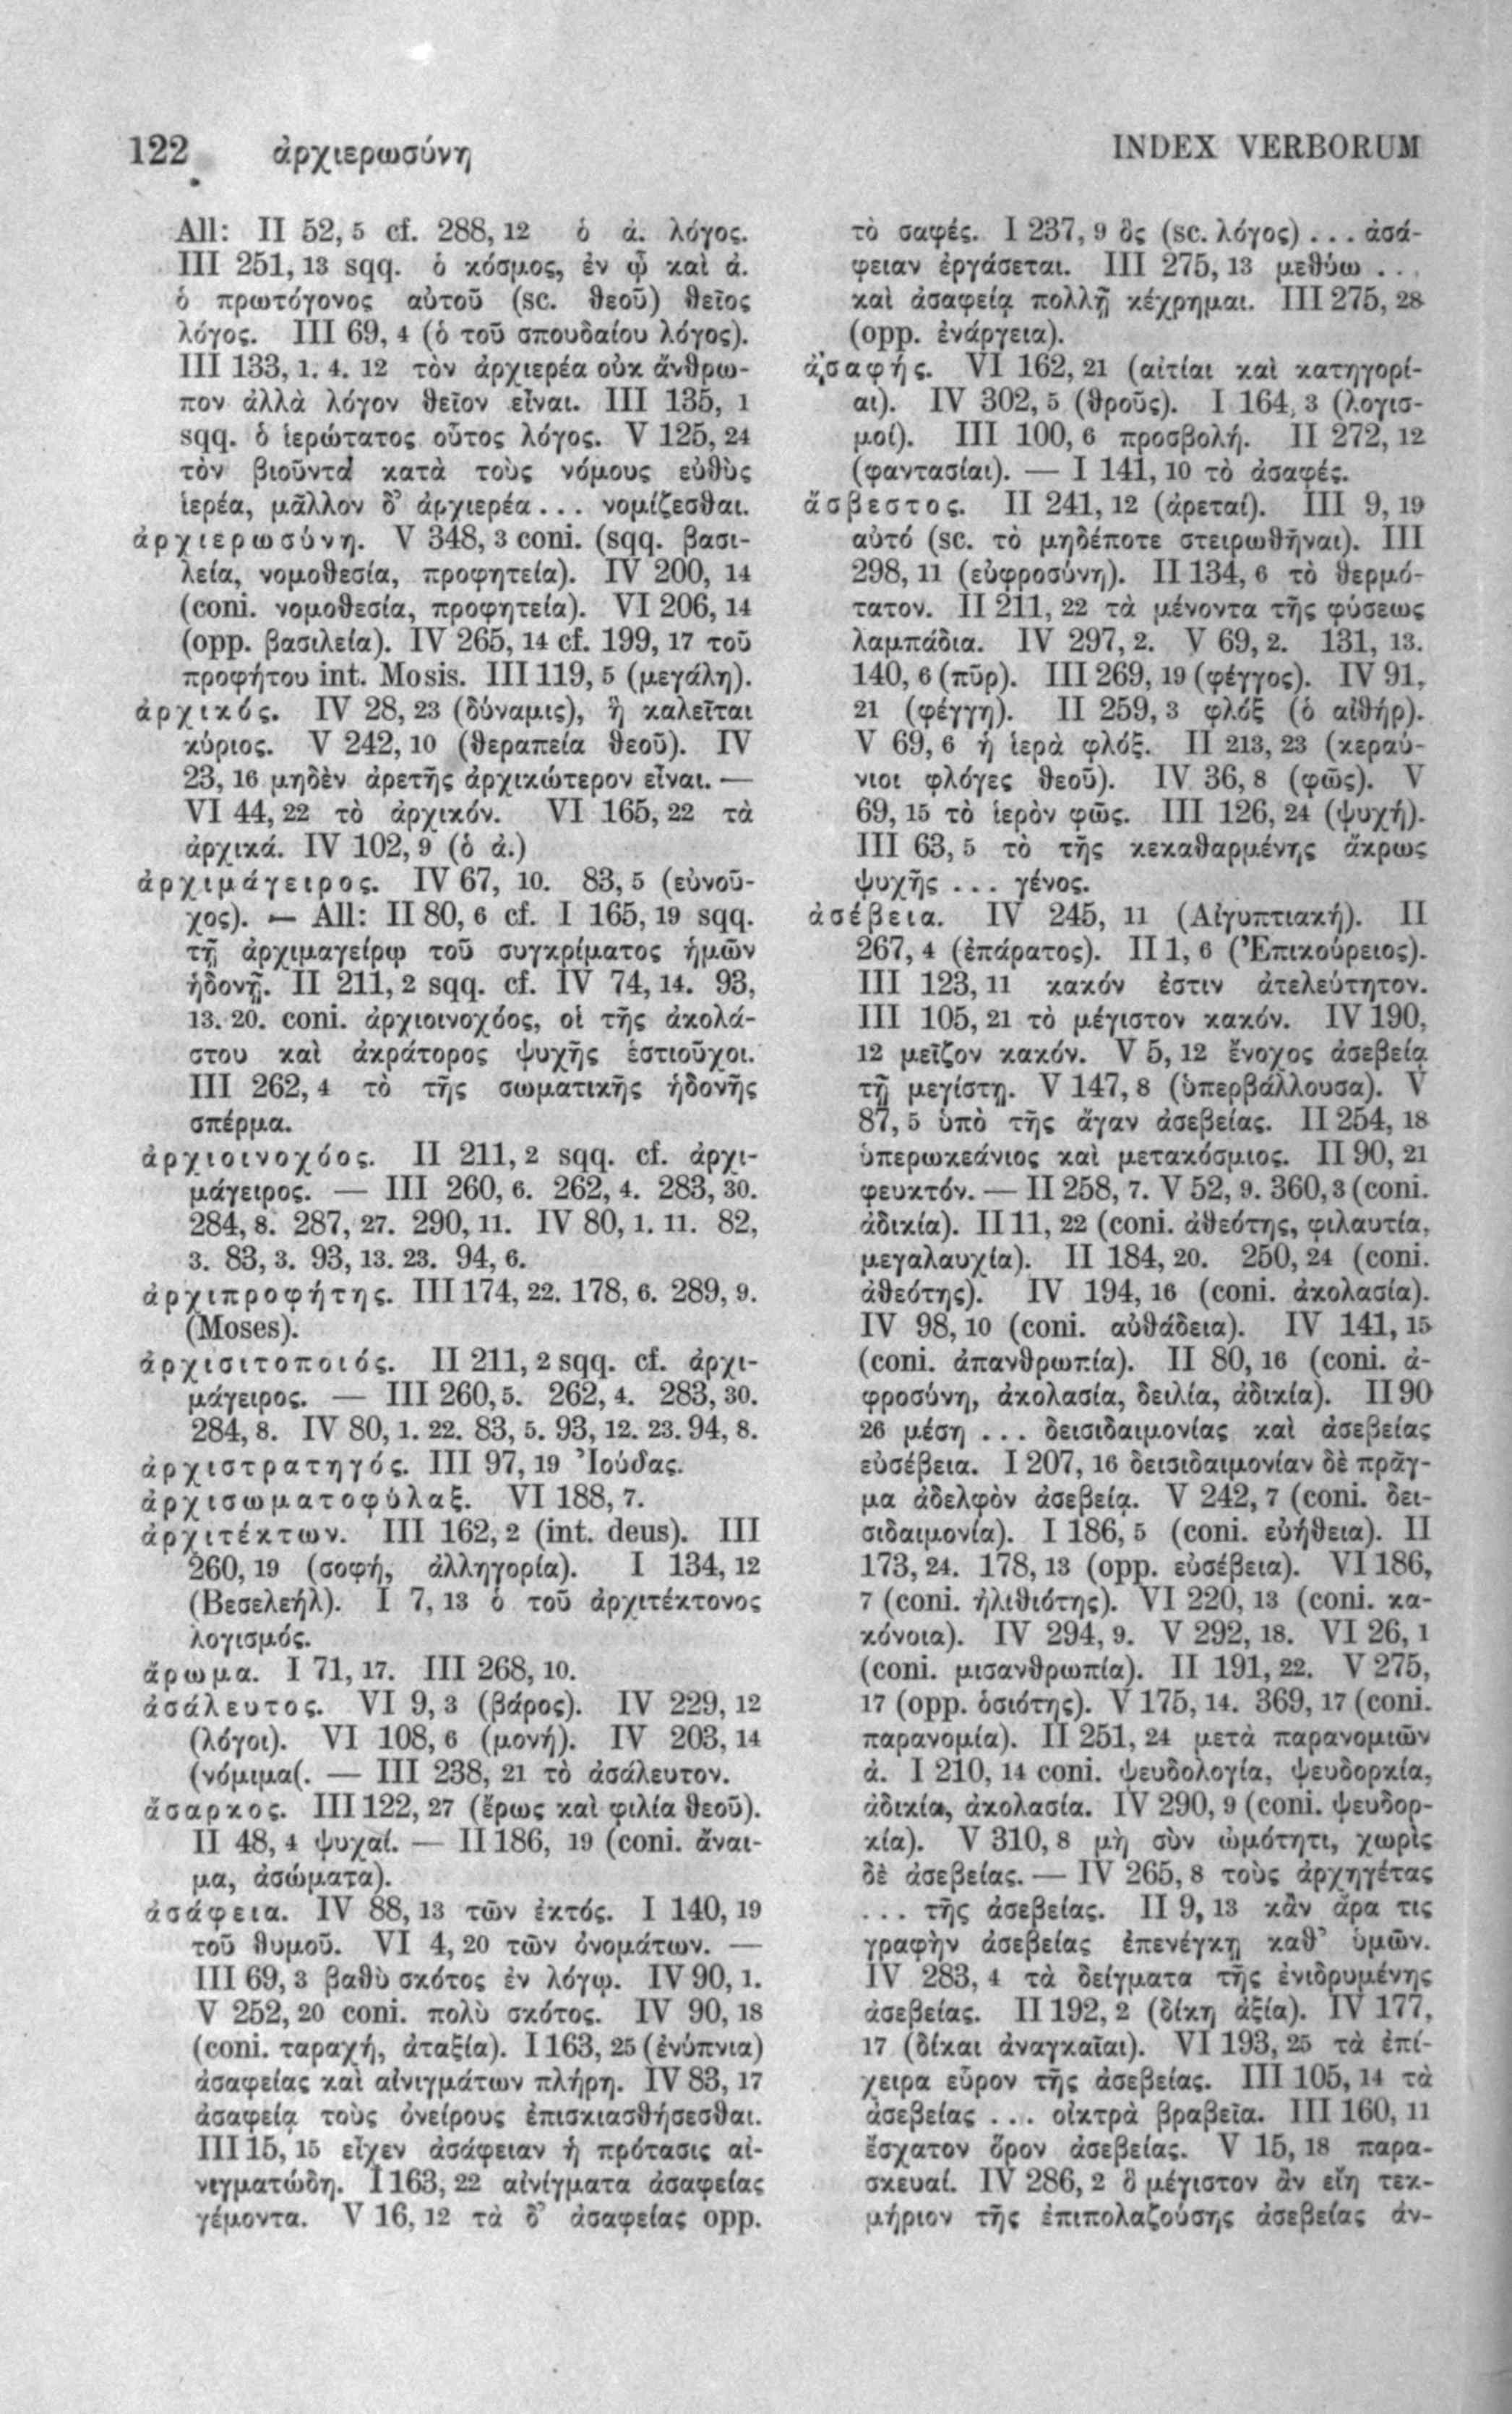 122 ἀρχιερωσύνη
INDEX VERBORUM
All: II 52, 5 cf. 288, 12 ὁ ἀ. λόγος.
III 251, 13 sqq. ὁ κόσμος, ἐν ᾧ καὶ ἀ.
ὁ πρωτόγονος αὐτοῦ (sc. θεοῦ) θεῖος
λόγος. III 69, 4 (ὁ τοῦ σπουδαίου λόγος).
III 133, 1. 4. 12 τὸν ἀρχιερέα οὐκ ἄνθρω-
πον ἀλλὰ λόγον θεῖον εἶναι. III 135, 1
sqq. ὁ ἱερώτατος οὗτος λόγος. V 125, 24
τὸν βιοῦντα κατὰ τοὺς νόμους εὐθὺς
ἱερέα, μᾶλλον δ’ ἀρχιερέα... νομίζεσθαι.
ἀρχιερωσύνη. V 348, 3 coni. (sqq. βασι-
λεία, νομοθεσία, προφητεία). IV 200, 14
(coni. νομοθεσία, προφητεία). VI 206, 14
(opp. βασιλεία). IV 265, 14 cf. 199, 17 τοῦ
προφήτου int. Mosis. III 119, 5 (μεγάλη).
ἀρχικός. IV 28, 23 (δύναμις), ἣ καλεῖται
κύριος. V 242, 10 (θεραπεία θεοῦ). IV
23, 16 μηδὲν ἀρετῆς ἀρχικώτερον εἶναι. —
VI 44, 22 τὸ ἀρχικόν. VI 165, 22 τὰ
ἀρχικά. IV 102, 9 (ὁ ἀ.)
ἀρχιμάγειρος. IV 67, 10. 83, 5 (εὐνοῦ-
χος). — All: II 80, 6 cf. I 165, 19 sqq.
τῇ ἀρχιμαγείρῳ τοῦ συγκρίματος ἡμῶν
ἡδονῇ. II 211, 2 sqq. cf. IV 74, 14. 93,
13. 20. coni. ἀρχιοινοχόος, οἱ τῆς ἀκολά-
στου καὶ ἀκράτορος ψυχῆς ἑστιοῦχοι.
III 262, 4 τὸ τῆς σωματικῆς ἡδονῆς
σπέρμα.
ἀρχιοινοχόος. II 211, 2 sqq. cf. ἀρχι-
μάγειρος. — III 260, 6. 262, 4. 283, 30.
284, 8. 287, 27. 290, 11. IV 80, 1. 11. 82,
3. 83, 3. 93, 13. 23. 94, 6.
ἀρχιπροφήτης. III 174, 22. 178, 6. 289, 9.
(Moses).
ἀρχισιτοποιός. II 211, 2 sqq. cf. ἀρχι-
μάγειρος. — III 260, 5. 262, 4. 283, 30.
284, 8. IV 80, 1. 22. 83, 5. 93, 12. 23. 94, 8.
ἀρχιστρατηγός. III 97, 19 Ἰούδας.
ἀρχισωματοφύλαξ. VI 188, 7.
ἀρχιτέκτων. III 162, 2 (int. deus). III
260, 19 (σοφή, ἀλληγορία). I 134, 12
(Βεσελεήλ). I 7, 13 ὁ τοῦ ἀρχιτέκτονος
λογισμός.
ἄρωμα. I 71, 17. III 268, 10.
ἀσάλευτος. VI 9, 3 (βάρος). IV 229, 12
(λόγοι). VI 108, 6 (μονή). IV 203, 14
(νόμιμα(. — III 238, 21 τὸ ἀσάλευτον.
ἄσαρκος. III 122, 27 (ἔρως καὶ φιλία θεοῦ).
II 48, 4 ψυχαί. — II 186, 19 (coni. ἄναι-
μα, ἀσώματα).
ἀσάφεια. IV 88, 13 τῶν ἐκτός. I 140, 19
τοῦ θυμοῦ. VI 4, 20 τῶν ὀνομάτων. —
III 69, 3 βαθὺ σκότος ἐν λόγῳ. IV 90, 1.
V 252, 20 coni. πολὺ σκότος. IV 90, 18
(coni. ταραχή, ἀταξία). I 163, 25 (ἐνύπνια)
ἀσαφείας καὶ αἰνιγμάτων πλήρη. IV 83, 17
ἀσαφείᾳ τοὺς ὀνείρους ἐπισκιασθήσεσθαι.
III 15, 15 εἶχεν ἀσάφειαν ἡ πρότασις αἰ-
νιγματώδη. I 163, 22 αἰνίγματα ἀσαφείας
γέμοντα. V 16, 12 τὰ δ’ ἀσαφείας opp.
τὸ σαφές. I 237, 9 ὃς (sc. λόγος) ... ἀσά-
φειαν ἐργάσεται. III 275, 13 μεθύω ...
καὶ ἀσαφείᾳ πολλῇ κέχρημαι. III 275, 28
(opp. ἐνάργεια).
ἀσαφής. VI 162, 21 (αἰτίαι καὶ κατηγορί-
αι). IV 302, 5 (θροῦς). I 164, 3 (λογισ-
μοί). III 100, 6 προσβολή. II 272, 12
(φαντασίαι). — I 141, 10 τὸ ἀσαφές.
ἄσβεστος. II 241, 12 (ἀρεταί). III 9, 19
αὐτό (sc. τὸ μηδέποτε στειρωθῆναι). III
298, 11 (εὐφροσύνη). II 134, 6 τὸ θερμό-
τατον. II 211, 22 τὰ μένοντα τῆς φύσεως
λαμπάδια. IV 297, 2. V 69, 2. 131, 13.
140, 6 (πῦρ). III 269, 19 (φέγγος). IV 91,
21 (φέγγη). II 259, 3 φλόξ (ὁ αἰθήρ).
V 69, 6 ἡ ἱερὰ φλόξ. II 213, 23 (κεραύ-
νιοι φλόγες θεοῦ). IV 36, 8 (φῶς). V
69, 15 τὸ ἱερὸν φῶς. III 126, 24 (ψυχή).
III 63, 5 τὸ τῆς κεκαθαρμένης ἄκρως
ψυχῆς ... γένος.
ἀσέβεια. IV 245, 11 (Αἰγυπτιακή). II
267, 4 (ἐπάρατος). II 1, 6 (Ἐπικούρειος).
III 123, 11 κακόν ἐστιν ἀτελεύτητον.
III 105, 21 τὸ μέγιστον κακόν. IV 190,
12 μεῖζον κακόν. V 5, 12 ἔνοχος ἀσεβείᾳ
τῇ μεγίστῃ. V 147, 8 (ὑπερβάλλουσα). V
87, 5 ὑπὸ τῆς ἄγαν ἀσεβείας. II 254, 18
ὑπερωκεάνιος καὶ μετακόσμιος. II 90, 21
φευκτόν. — II 258, 7. V 52, 9. 360, 3 (coni.
ἀδικία). II 11, 22 (coni. ἀθεότης, φιλαυτία,
μεγαλαυχία). II 184, 20. 250, 24 (coni.
ἀθεότης). IV 194, 16 (coni. ἀκολασία).
IV 98, 10 (coni. αὐθάδεια). IV 141, 15
(coni. ἀπανθρωπία). II 80, 16 (coni. ἀ-
φροσύνη, ἀκολασία, δειλία, ἀδικία). II 90
26 μέση ... δεισιδαιμονίας καὶ ἀσεβείας
εὐσέβεια. I 207, 16 δεισιδαιμονίαν δὲ πρᾶγ-
μα ἀδελφὸν ἀσεβείᾳ. V 242, 7 (coni. δει-
σιδαιμονία). I 186, 5 (coni. εὐήθεια). II
173, 24. 178, 13 (opp. εὐσέβεια). VI 186,
7 (coni. ἠλιθιότης). VI 220, 13 (coni. κα-
κόνοια). IV 294, 9. V 292, 18. VI 26, 1
(coni. μισανθρωπία). II 191, 22. V 275,
17 (opp. ὁσιότης). V 175, 14. 369, 17 (coni.
παρανομία). II 251, 24 μετὰ παρανομιῶν
ἀ. I 210, 14 coni. ψευδολογία, ψευδορκία,
ἀδικία, ἀκολασία. IV 290, 9 (coni. ψευδορ-
κία). V 310, 8 μὴ σὺν ὠμότητι, χωρὶς
δὲ ἀσεβείας. — IV 265, 8 τοὺς ἀρχηγέτας
... τῆς ἀσεβείας. II 9, 13 κἂν ἄρα τις
γραφὴν ἀσεβείας ἐπενέγκῃ καθ’ ὑμῶν.
IV 283, 4 τὰ δείγματα τῆς ἐνιδρυμένης
ἀσεβείας. II 192, 2 (δίκη ἀξία). IV 177,
17 (δίκαι ἀναγκαῖαι). VI 193, 25 τὰ ἐπί-
χειρα εὗρον τῆς ἀσεβείας. III 105, 14 τὰ
ἀσεβείας ... οἰκτρὰ βραβεῖα. III 160, 11
ἔσχατον ὅρον ἀσεβείας. V 15, 18 παρα-
σκευαί. IV 286, 2 ὃ μέγιστον ἂν εἴη τεκ-
μήριον τῆς ἐπιπολαζούσης ἀσεβείας ἀν-